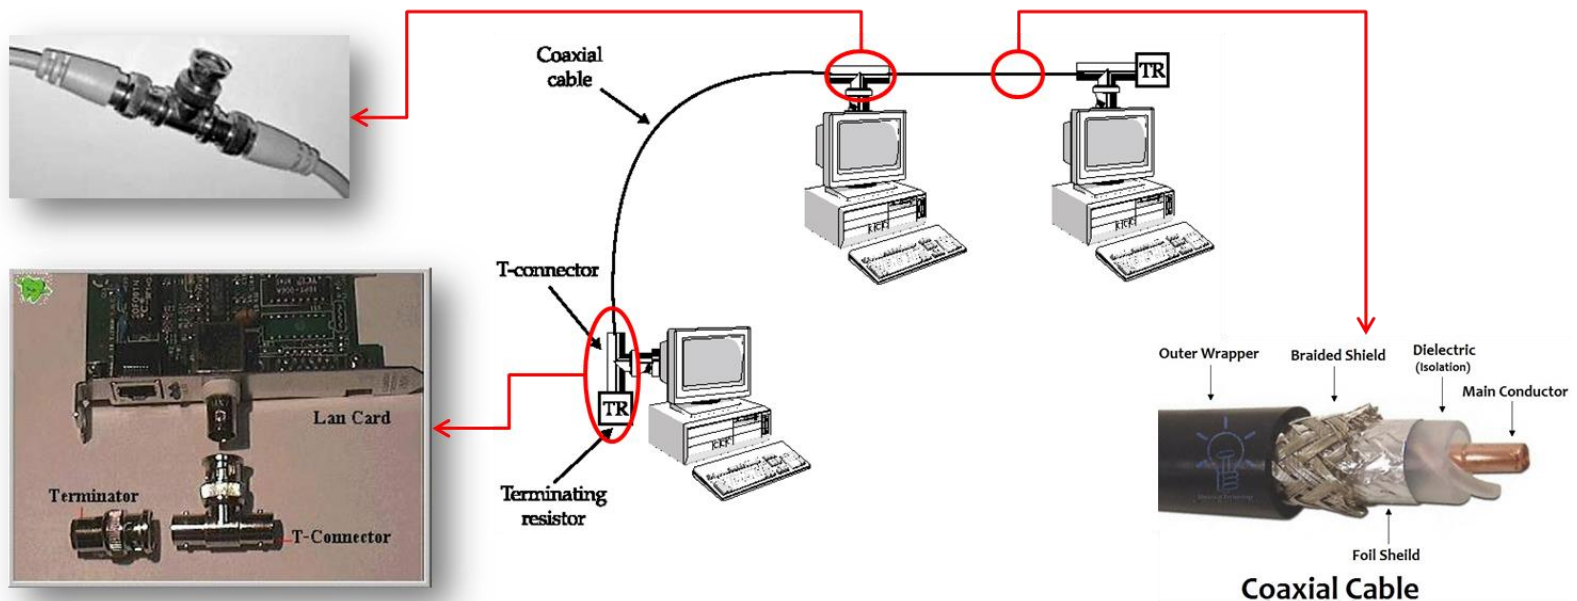 Coaxial
cable
TR
T-connector
TR
Terminating
resistor
Lan Card
Terminator
T-Connector
Outer Wrapper
Braided Shield
Dielectric
(Isolation)
Main Conductor
Foil Sheild
Coaxial Cable